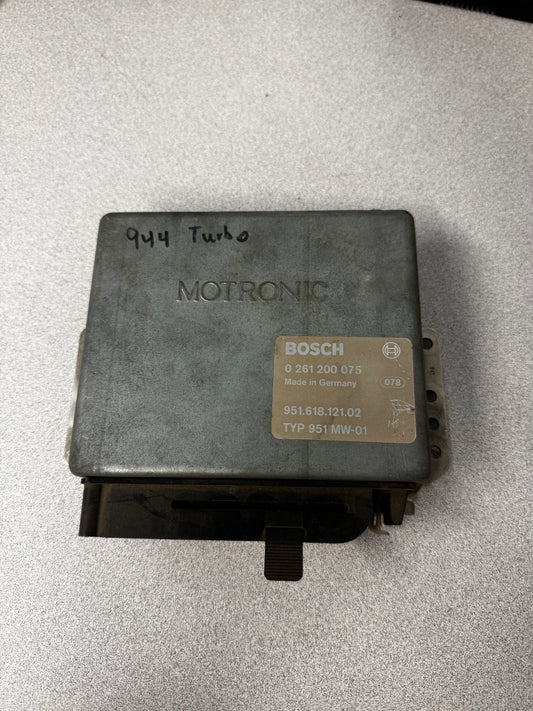 944 Turbo
MOTRONIC
BOSCH
0 261 200 075
Made in Germany
078
951.618.121.02
TYP 951 MW-01